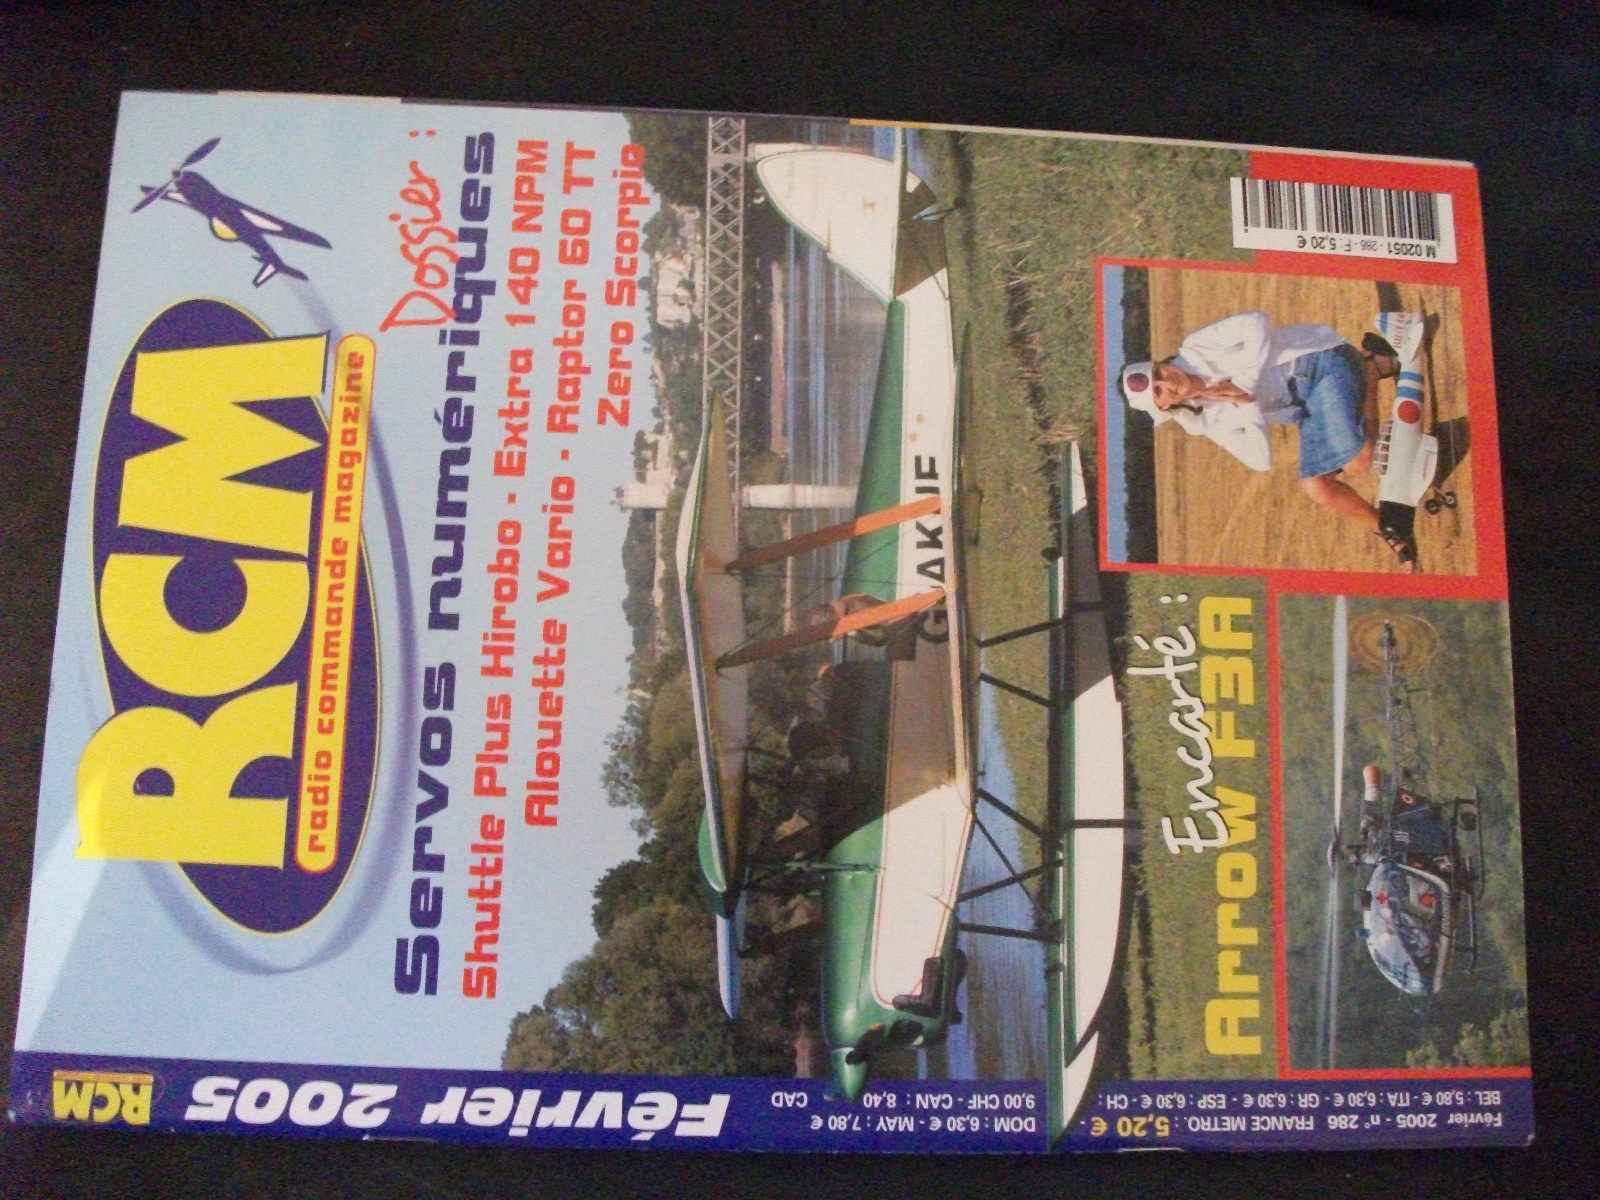 RCM
radio commande magazine
Dossier :
Servos numériques
Shuttle Plus Hirobo - Extra 140 NPM
Alouette Vario - Raptor 60 TT
Zero Scorpio
AKJE
Encarté :
Arrow F3A
M 02051 - 286 - F: 5,20 €
RCM
Février 2005
Février 2005 - n° 286 FRANCE METRO. : 5,20 € -
BEL : 5,80 € - ITA : 6,30 € - GR : 6,30 € - ESP : 6,30 € - CH :
DOM : 6,30 € - MAY : 7,80 €
9,00 CHF - CAN : 8,40 CAD